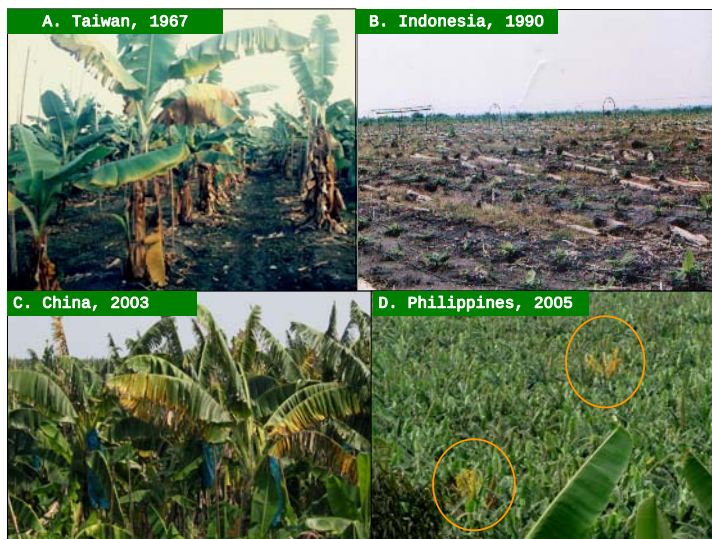 A. Taiwan, 1967
B. Indonesia, 1990
C. China, 2003
D. Philippines, 2005